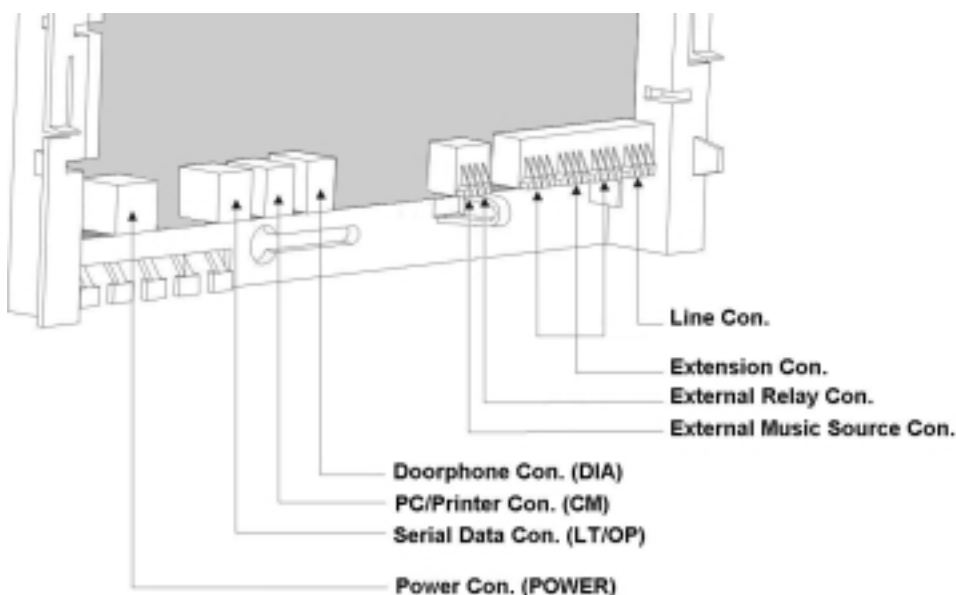 Line Con.
Extension Con.
External Relay Con.
External Music Source Con.
Doorphone Con. (DIA)
PC/Printer Con. (CM)
Serial Data Con. (LT/OP)
Power Con. (POWER)